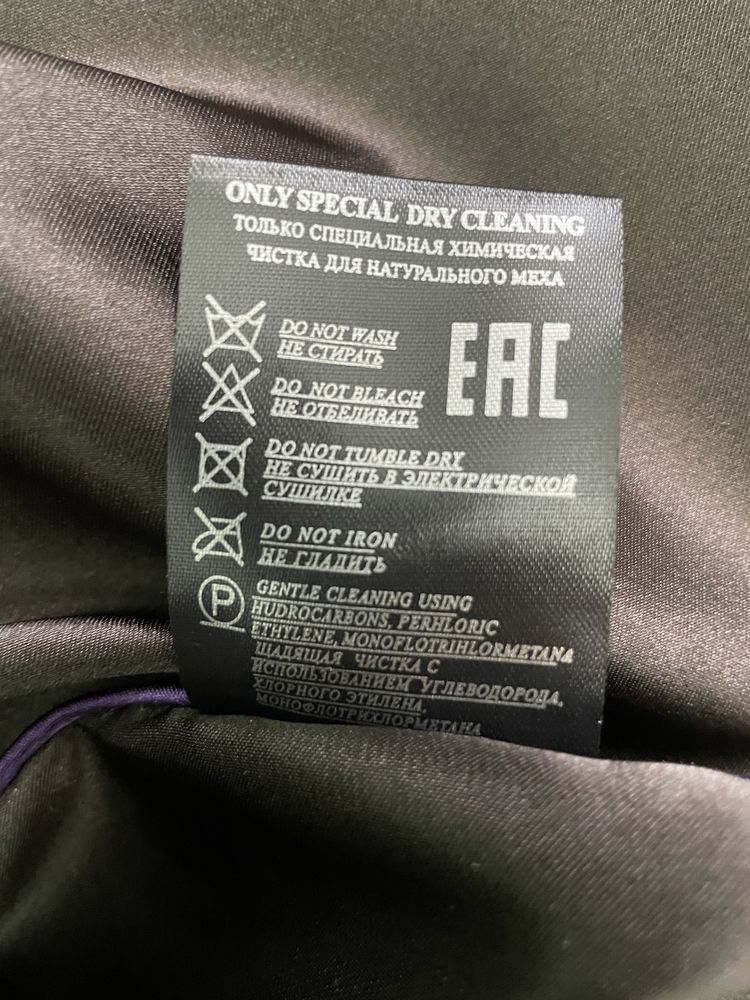 ONLY SPECIAL DRY CLEANING
ТОЛЬКО СПЕЦИАЛЬНАЯ ХИМИЧЕСКАЯ
ЧИСТКА ДЛЯ НАТУРАЛЬНОГО МЕХА
DO NOT WASH
НЕ СТИРАТЬ
EAC
DO NOT BLEACH
НЕ ОТБЕЛИВАТЬ
DO NOT TUMBLE DRY
НЕ СУШИТЬ В ЭЛЕКТРИЧЕСКОЙ
СУШИЛКЕ
DO NOT IRON
НЕ ГЛАДИТЬ
P
GENTLE CLEANING USING
HUDROCARBONS, PERHLORIC
ETHYLENE, MONOFLOTRIHLORMETANA
ЩАДЯЩАЯ ЧИСТКА С
ИСПОЛЬЗОВАНИЕМ УГЛЕВОДОРОДА,
ХЛОРНОГО ЭТИЛЕНА,
МОНОФЛОТРИХЛОРМЕТАНА